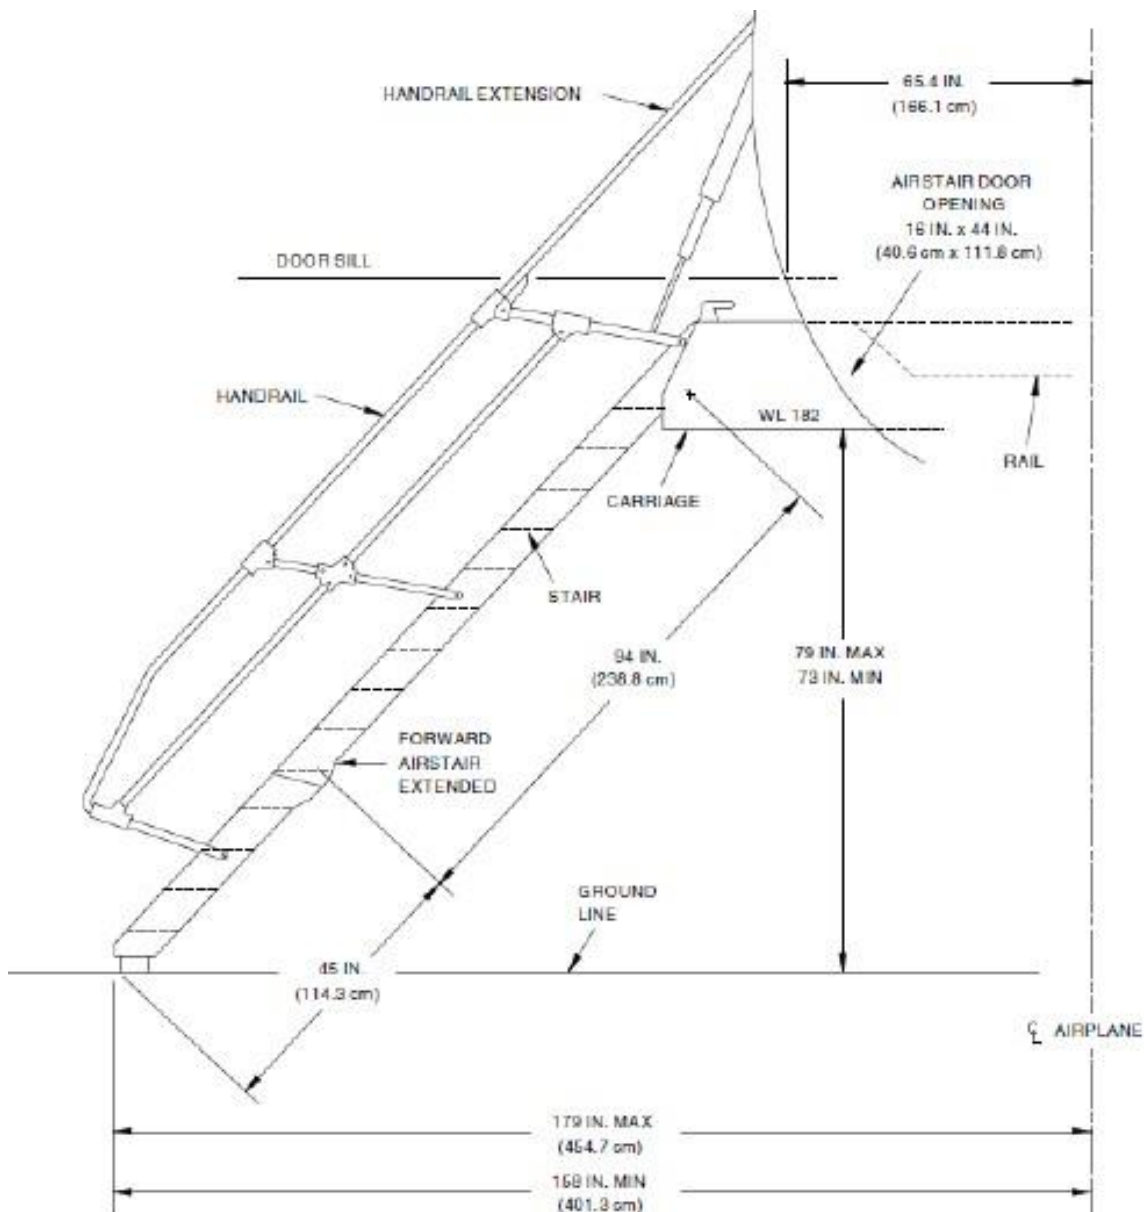 65.4 IN.
(166.1 cm)
HANDRAIL EXTENSION
AIRSTAIR DOOR
OPENING
16 IN. x 44 IN.
(40.6 cm x 111.8 cm)
DOOR SILL
HANDRAIL
WL 182
RAIL
CARRIAGE
STAIR
94 IN.
(238.8 cm)
79 IN. MAX
73 IN. MIN
FORWARD
AIRSTAIR
EXTENDED
GROUND
LINE
45 IN.
(114.3 cm)
℄ AIRPLANE
179 IN. MAX
(454.7 cm)
158 IN. MIN
(401.3 cm)